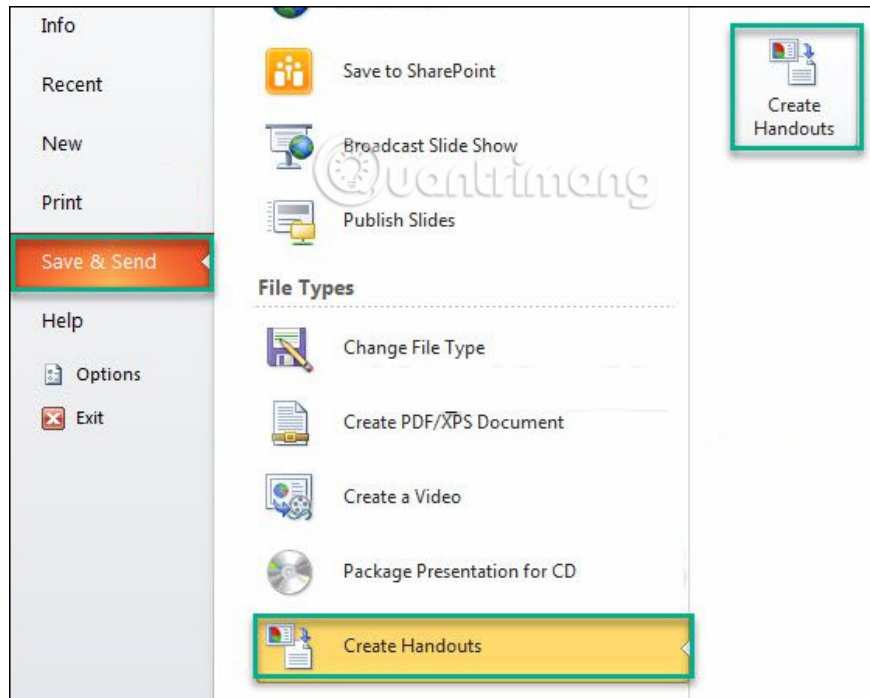 Info
Recent
New
Print
Save & Send
Help
Options
Exit
Save to SharePoint
Broadcast Slide Show
Quantrimang
Publish Slides
File Types
Change File Type
Create PDF/XPS Document
Create a Video
Package Presentation for CD
Create Handouts
Create
Handouts